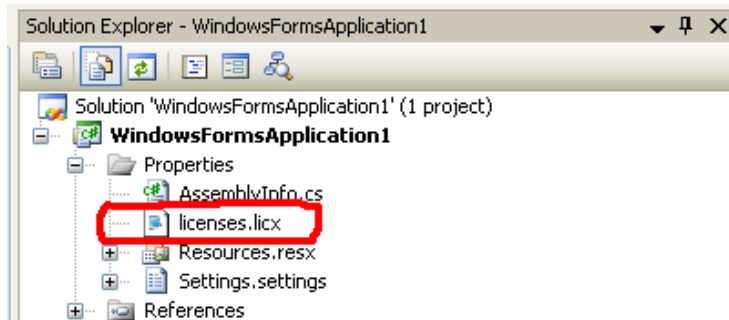 Solution Explorer - WindowsFormsApplication1
Solution 'WindowsFormsApplication1' (1 project)
WindowsFormsApplication1
Properties
AssemblyInfo.cs
licenses.licx
Resources.resx
Settings.settings
References